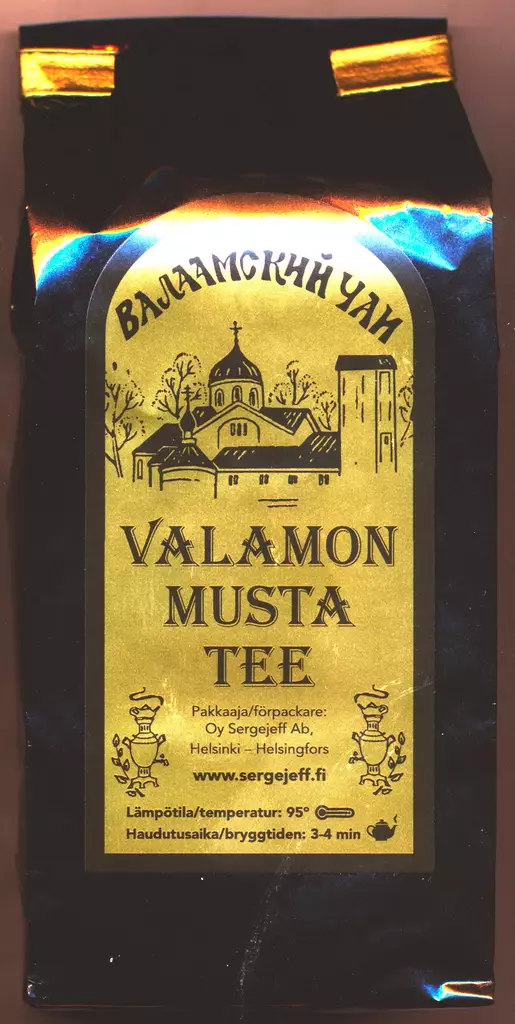 ВАЛААМСКИЙ ЧАЙ
VALAMON
MUSTA
TEE
Pakkaaja/förpackare:
Oy Sergejeff Ab,
Helsinki – Helsingfors
www.sergejeff.fi
Lämpötila/temperatur: 95°
Haudutusaika/bryggtiden: 3-4 min